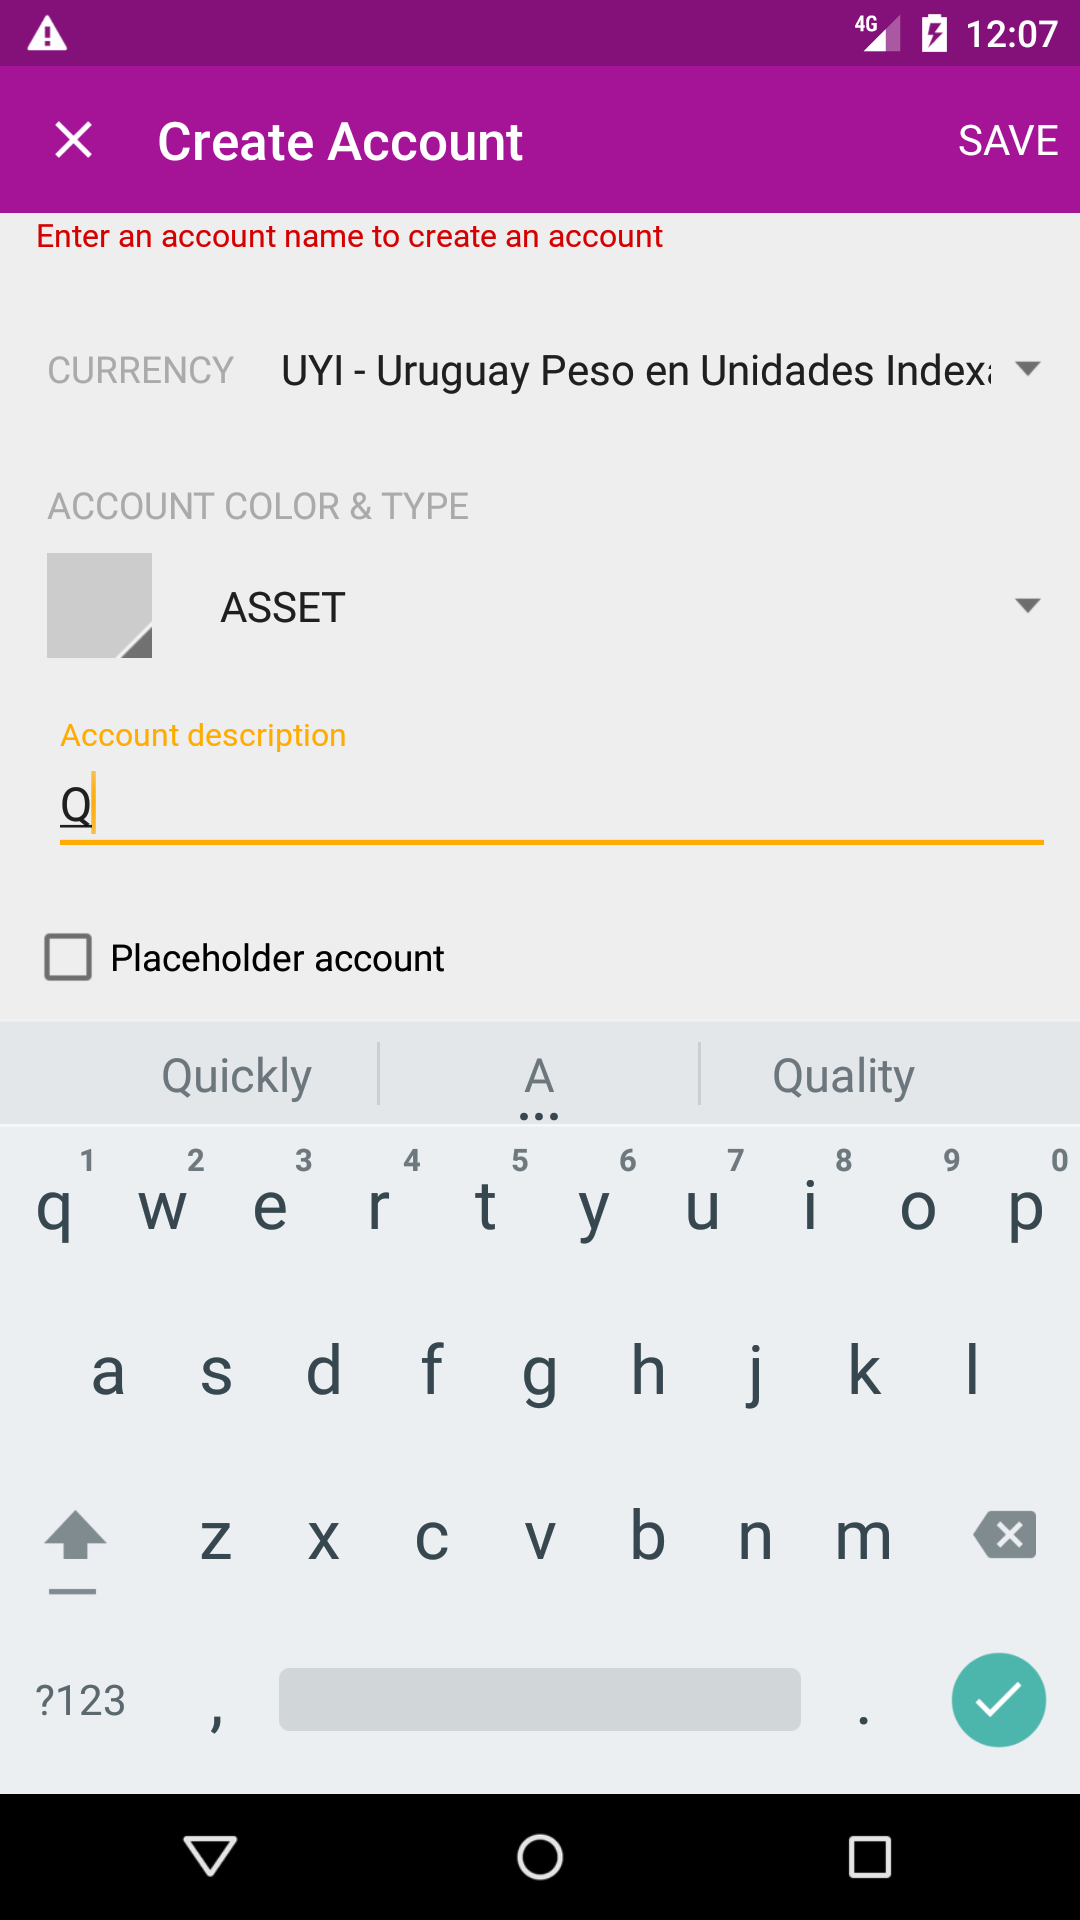 4G 12:07
Create Account SAVE
Enter an account name to create an account
CURRENCY UYI - Uruguay Peso en Unidades Indexa
ACCOUNT COLOR & TYPE
ASSET
Account description
Q
Placeholder account
Quickly A Quality
1 2 3 4 5 6 7 8 9 0
q w e r t y u i o p
a s d f g h j k l
z x c v b n m
?123 , .